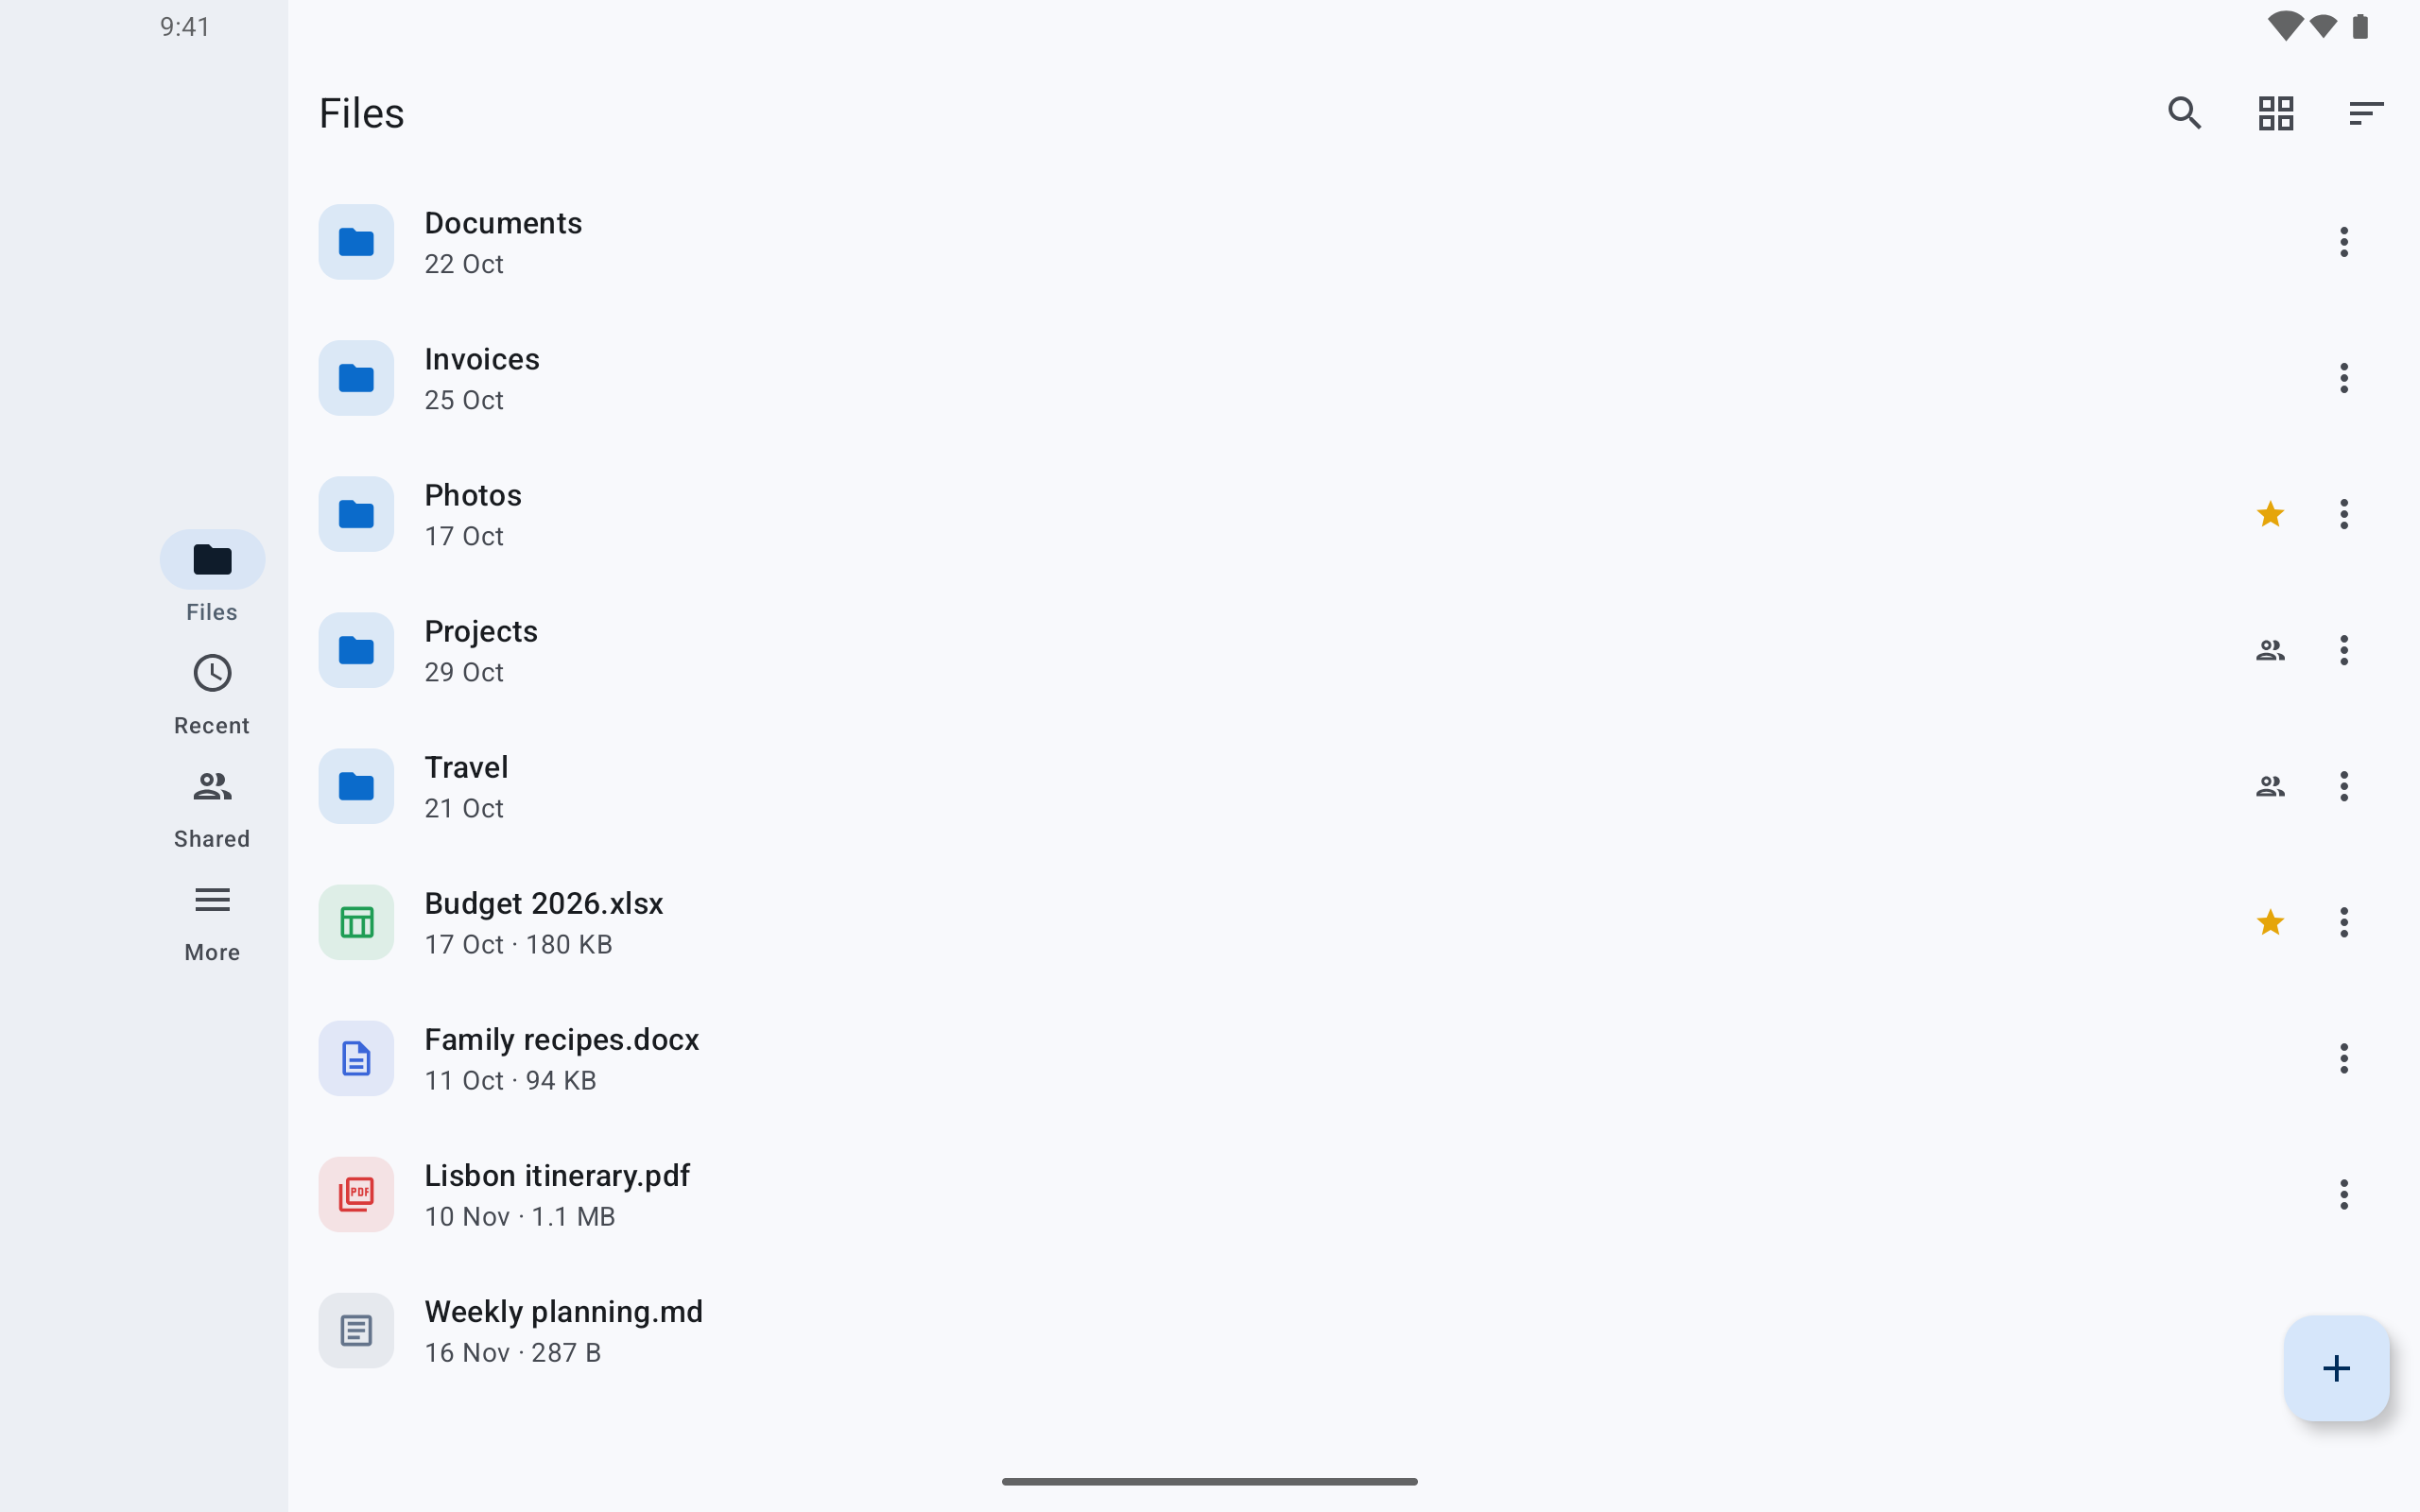 9:41
Files
Documents
22 Oct
Invoices
25 Oct
Photos
17 Oct
Projects
29 Oct
Travel
21 Oct
Budget 2026.xlsx
17 Oct · 180 KB
Family recipes.docx
11 Oct · 94 KB
Lisbon itinerary.pdf
PDF
10 Nov · 1.1 MB
Weekly planning.md
16 Nov · 287 B
Files
Recent
Shared
More